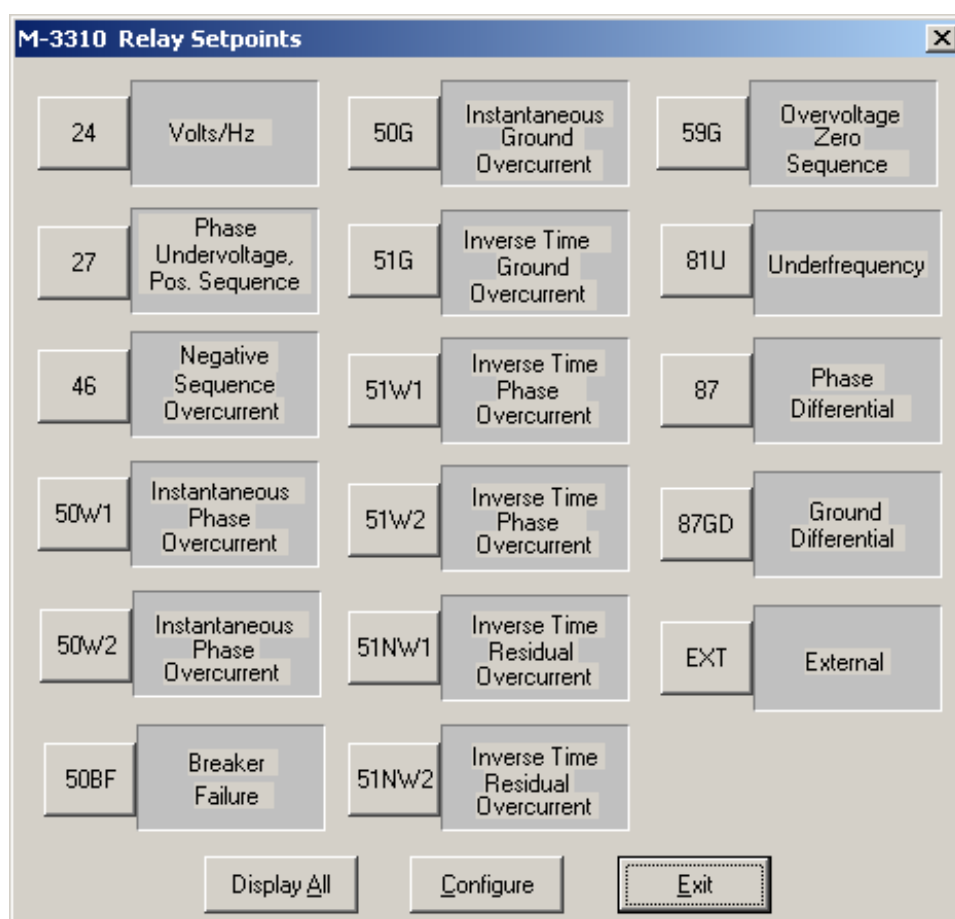 M-3310 Relay Setpoints
24
Volts/Hz
27
Phase
Undervoltage,
Pos. Sequence
46
Negative
Sequence
Overcurrent
50W1
Instantaneous
Phase
Overcurrent
50W2
Instantaneous
Phase
Overcurrent
50BF
Breaker
Failure
50G
Instantaneous
Ground
Overcurrent
51G
Inverse Time
Ground
Overcurrent
51W1
Inverse Time
Phase
Overcurrent
51W2
Inverse Time
Phase
Overcurrent
51NW1
Inverse Time
Residual
Overcurrent
51NW2
Inverse Time
Residual
Overcurrent
59G
Overvoltage
Zero
Sequence
81U
Underfrequency
87
Phase
Differential
87GD
Ground
Differential
EXT
External
Display All
Configure
Exit